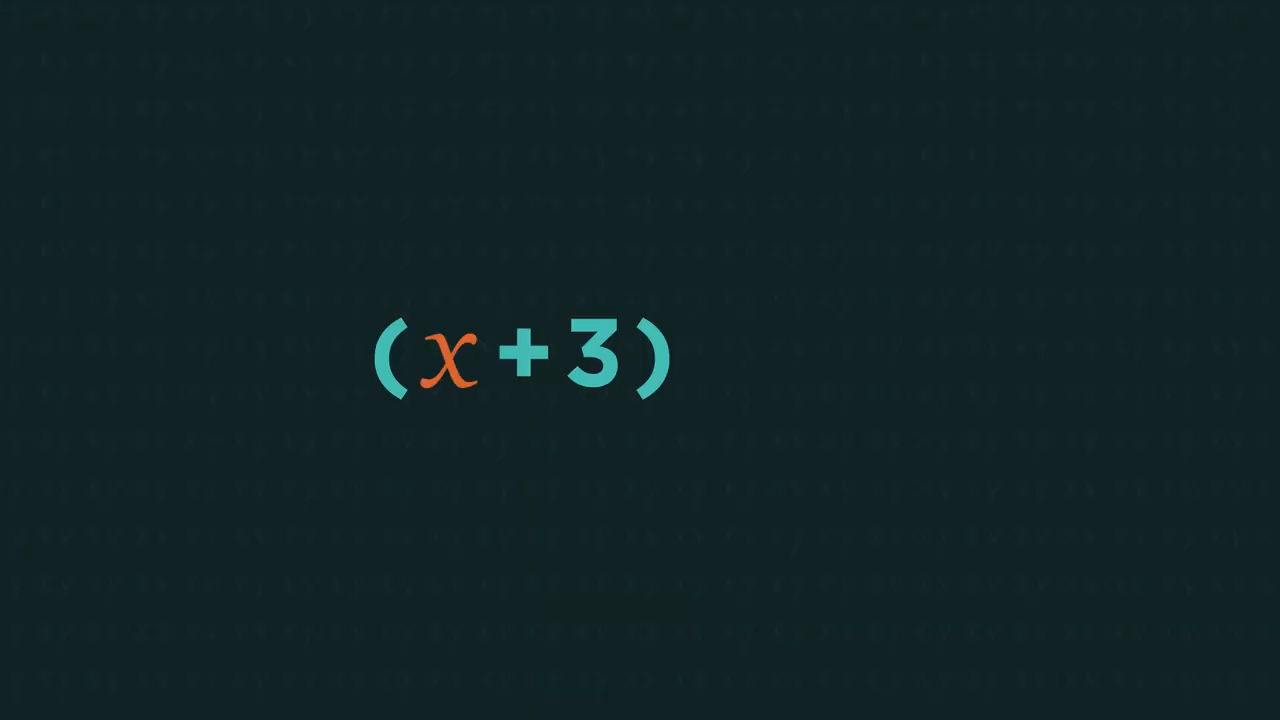 (x + 3)